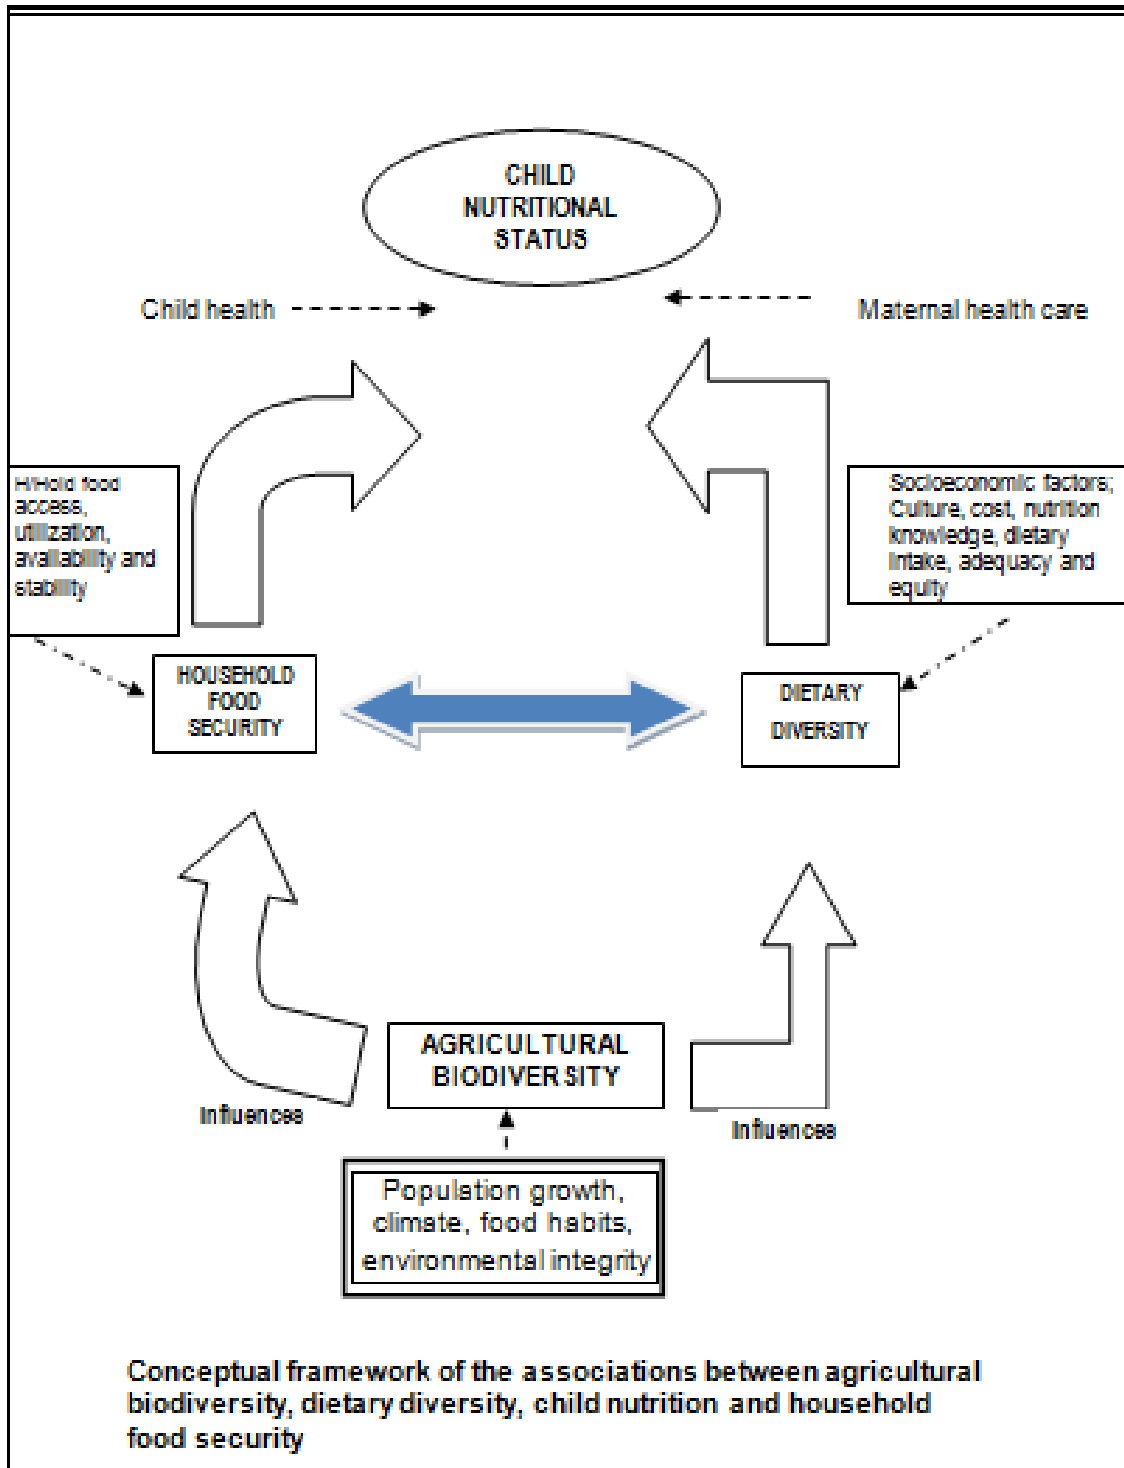 CHILD
NUTRITIONAL
STATUS
Child health
Maternal health care
H/Hold food
access,
utilization,
availability and
stability
Socioeconomic factors;
Culture, cost, nutrition
knowledge, dietary
intake, adequacy and
equity
HOUSEHOLD
FOOD
SECURITY
DIETARY
DIVERSITY
AGRICULTURAL
BIODIVERSITY
Influences
Influences
Population growth,
climate, food habits,
environmental integrity
Conceptual framework of the associations between agricultural
biodiversity, dietary diversity, child nutrition and household
food security